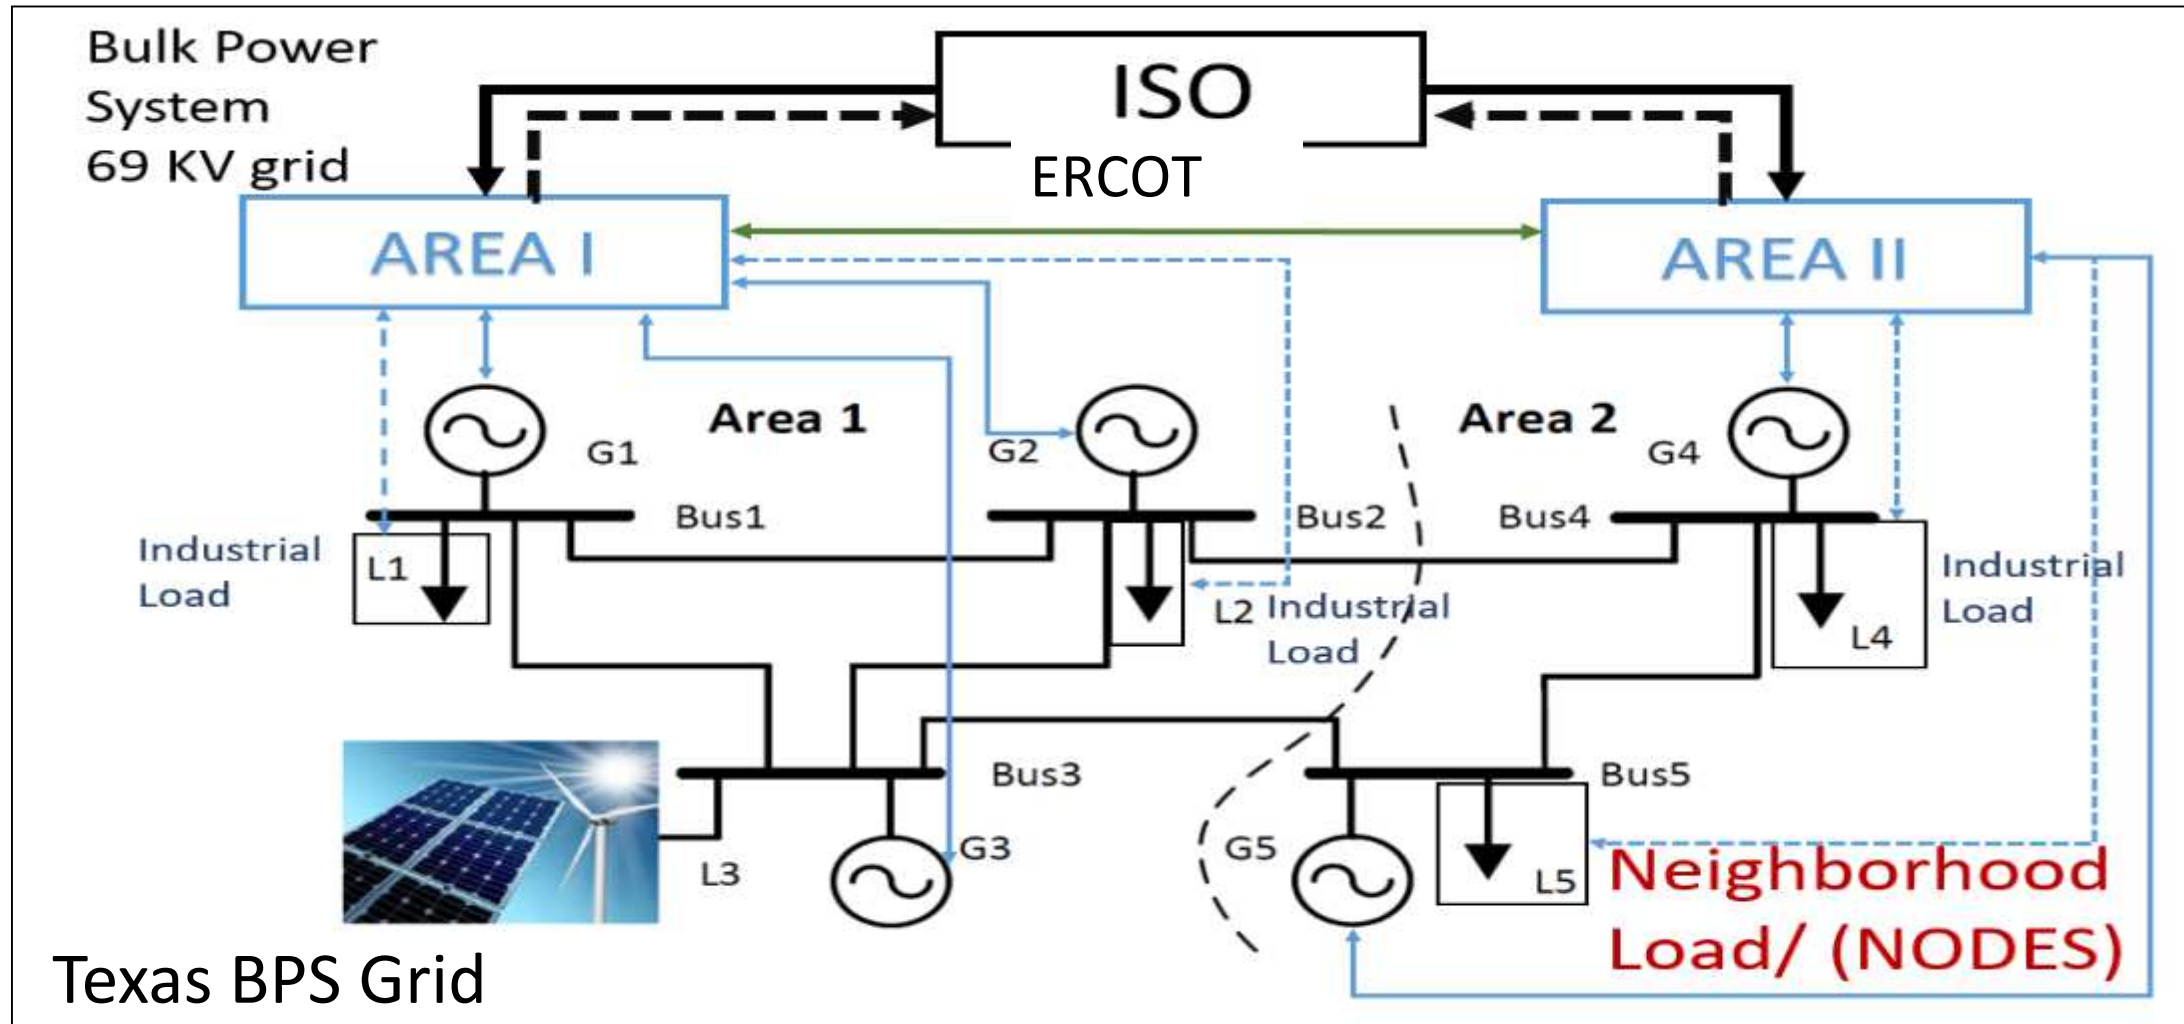 Bulk Power
System
69 KV grid
ISO
ERCOT
AREA I
AREA II
Area 1
Area 2
G1
G2
G4
Bus1
Bus2
Bus4
Industrial
Load
L1
L2
Industrial
Load
Industrial
Load
L4
Bus3
Bus5
L3
G3
G5
L5
Neighborhood
Load/ (NODES)
Texas BPS Grid